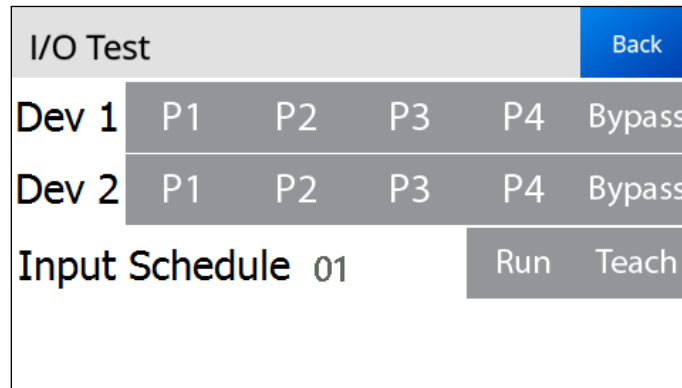 I/O Test Back
Dev 1 P1 P2 P3 P4 Bypass
Dev 2 P1 P2 P3 P4 Bypass
Input Schedule 01 Run Teach